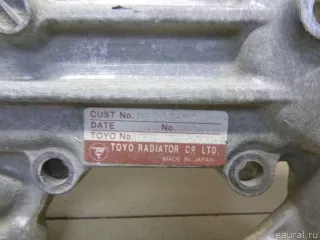 CUST No.
DATE No.
TOYO No.
TOYO RADIATOR CO. LTD.
MADE IN JAPAN
© eaural.ru